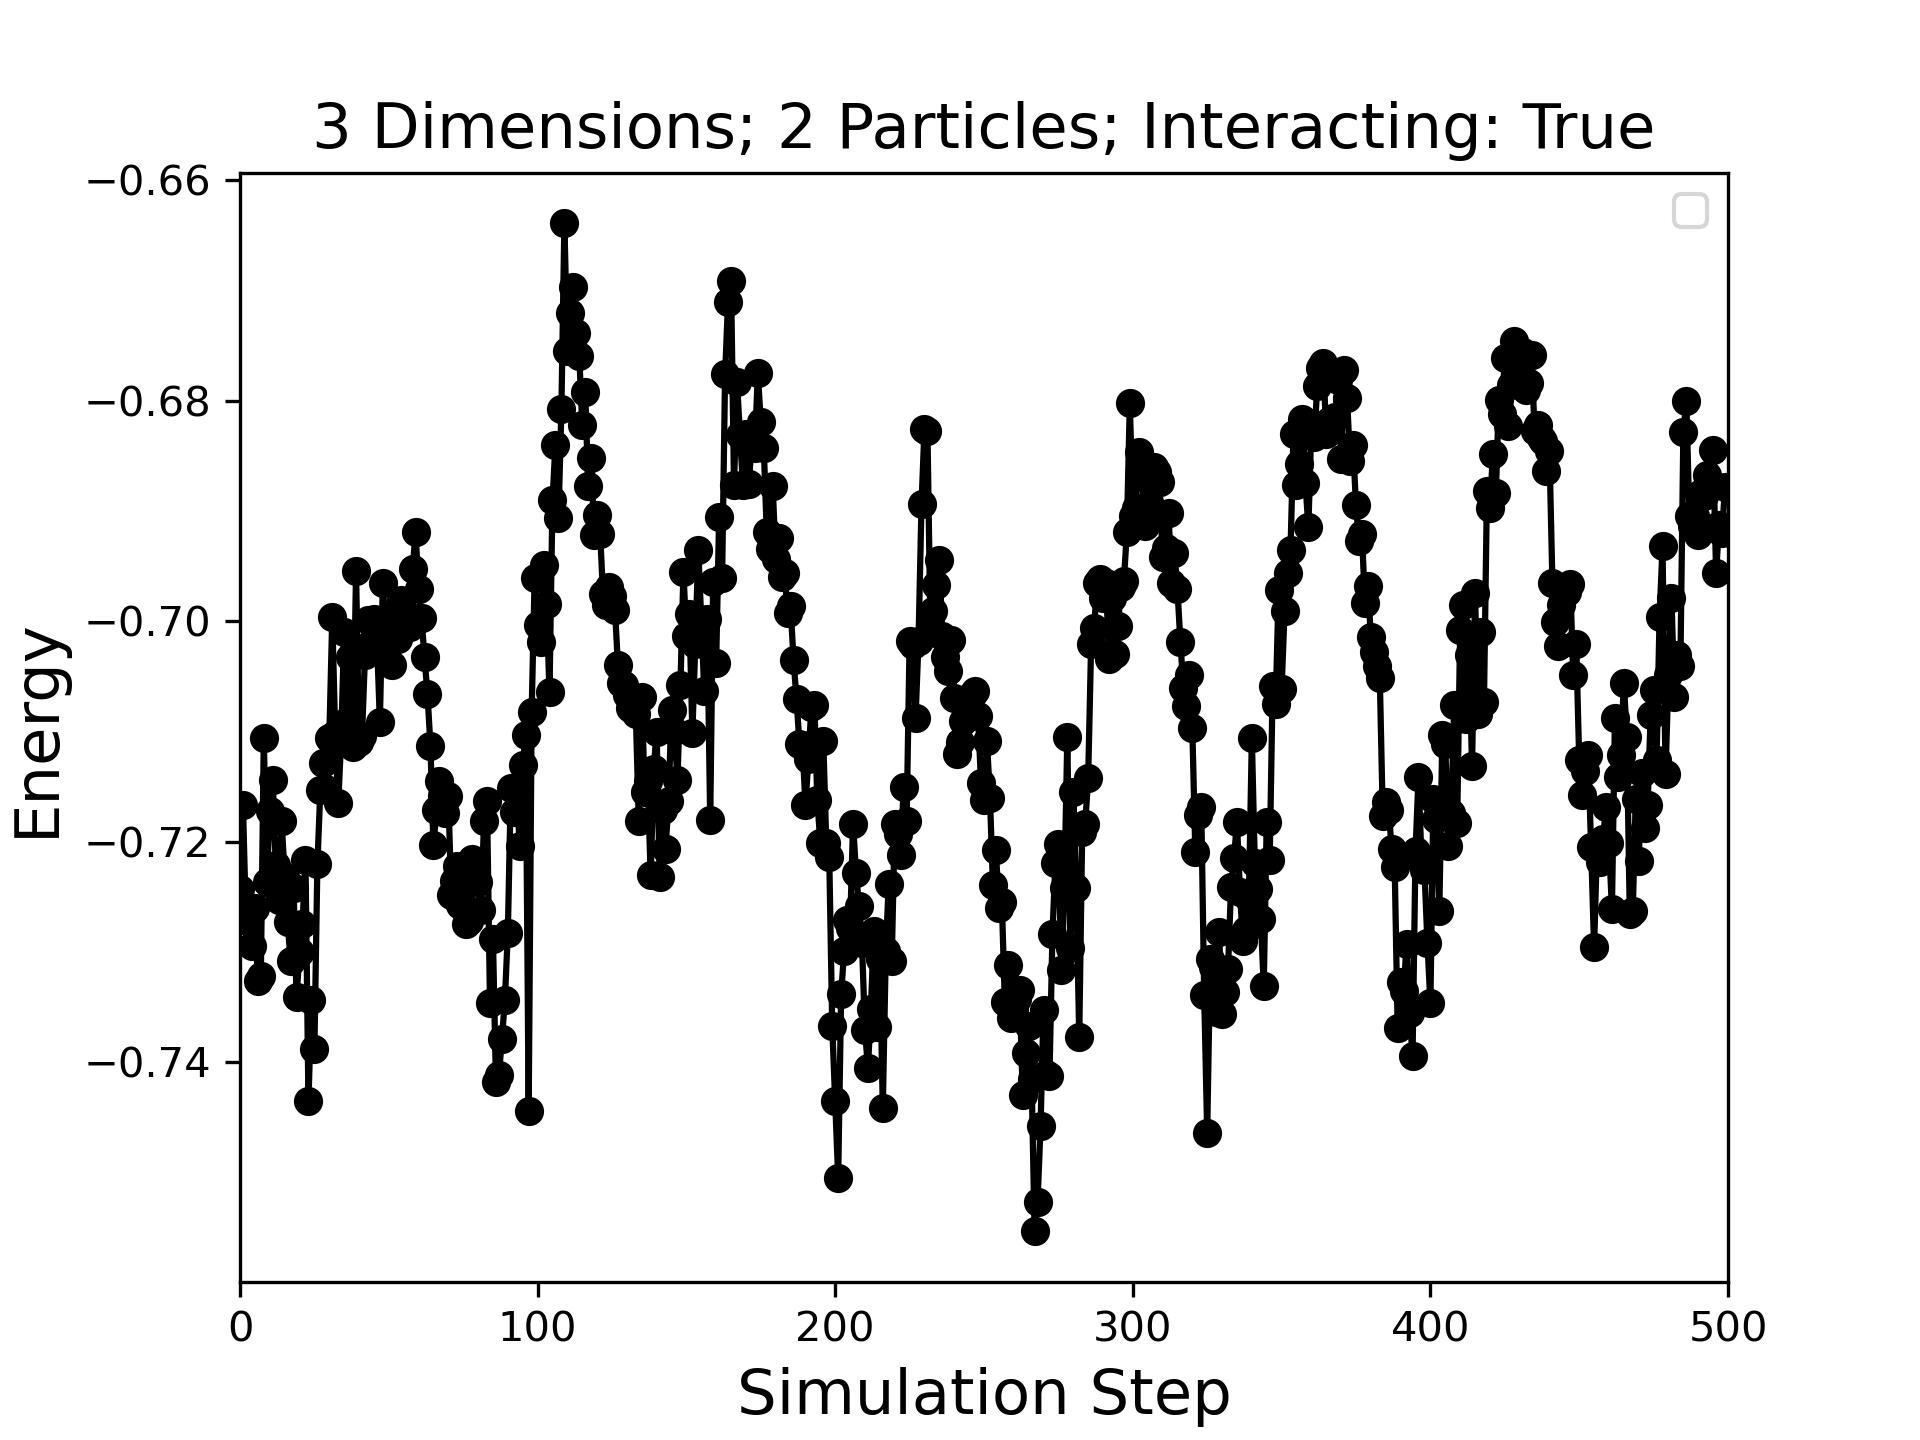 3 Dimensions; 2 Particles; Interacting: True
−0.66
−0.68
−0.70
−0.72
−0.74
Energy
0 100 200 300 400 500
Simulation Step